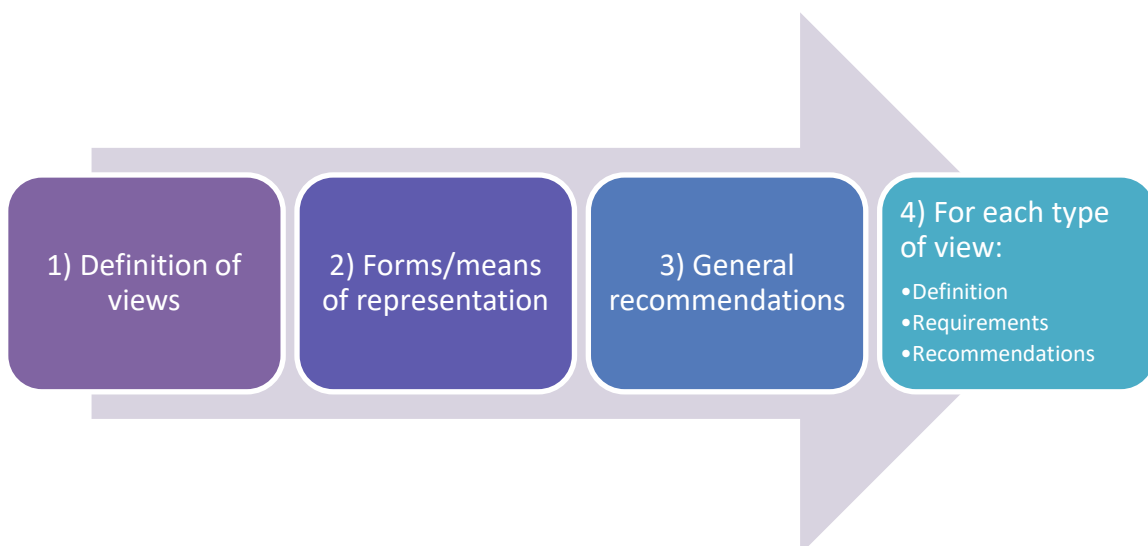 1) Definition of
views
2) Forms/means
of representation
3) General
recommendations
4) For each type
of view:
•Definition
•Requirements
•Recommendations